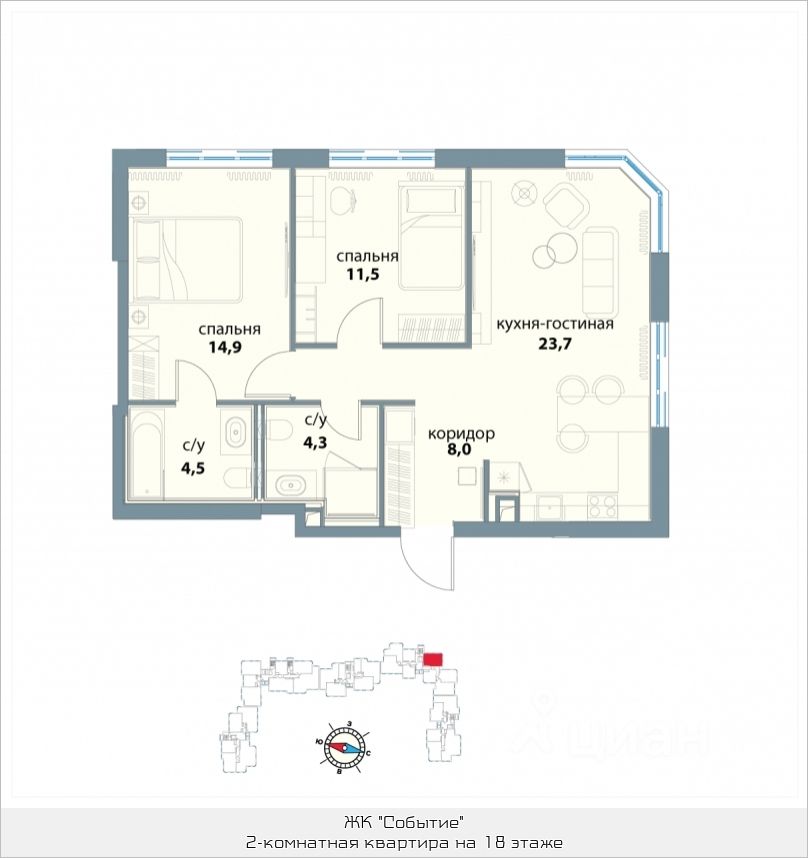 спальня
11,5
спальня
14,9
кухня-гостиная
23,7
с/у
4,5
с/у
4,3
коридор
8,0
З
Ю
С
В
циан
ЖК "Событие"
2-комнатная квартира на 18 этаже